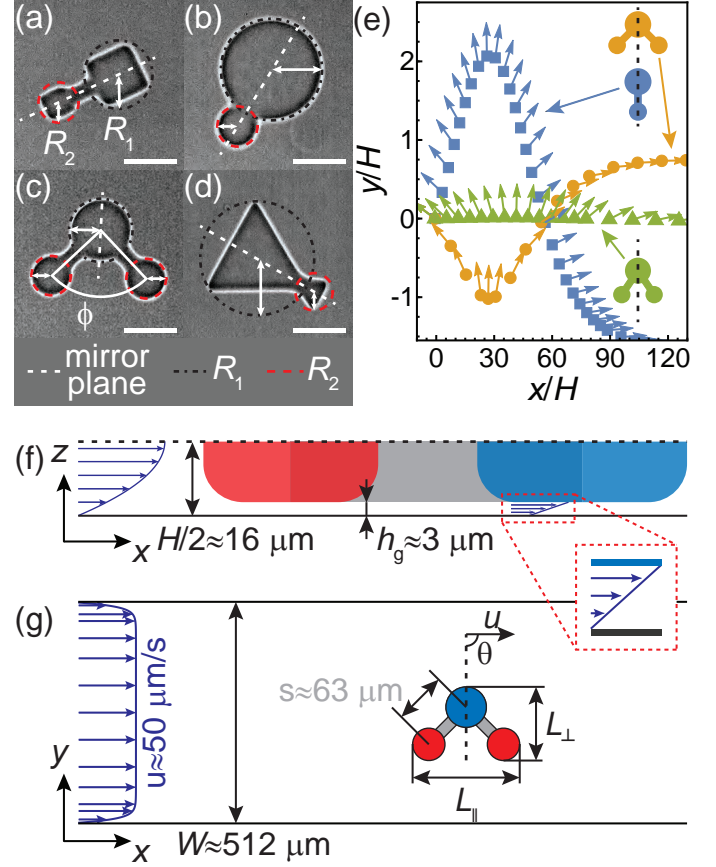 (a)
R₂
R₁
(b)
(c)
ϕ
(d)
mirror plane
R₁
R₂
(e)
y/H
2
1
0
-1
0
30
60
90
120
x/H
(f)
z
x
H/2≈16 μm
h_g≈3 μm
(g)
u≈50 μm/s
y
x
W≈512 μm
s≈63 μm
u
θ
L⊥
L∥